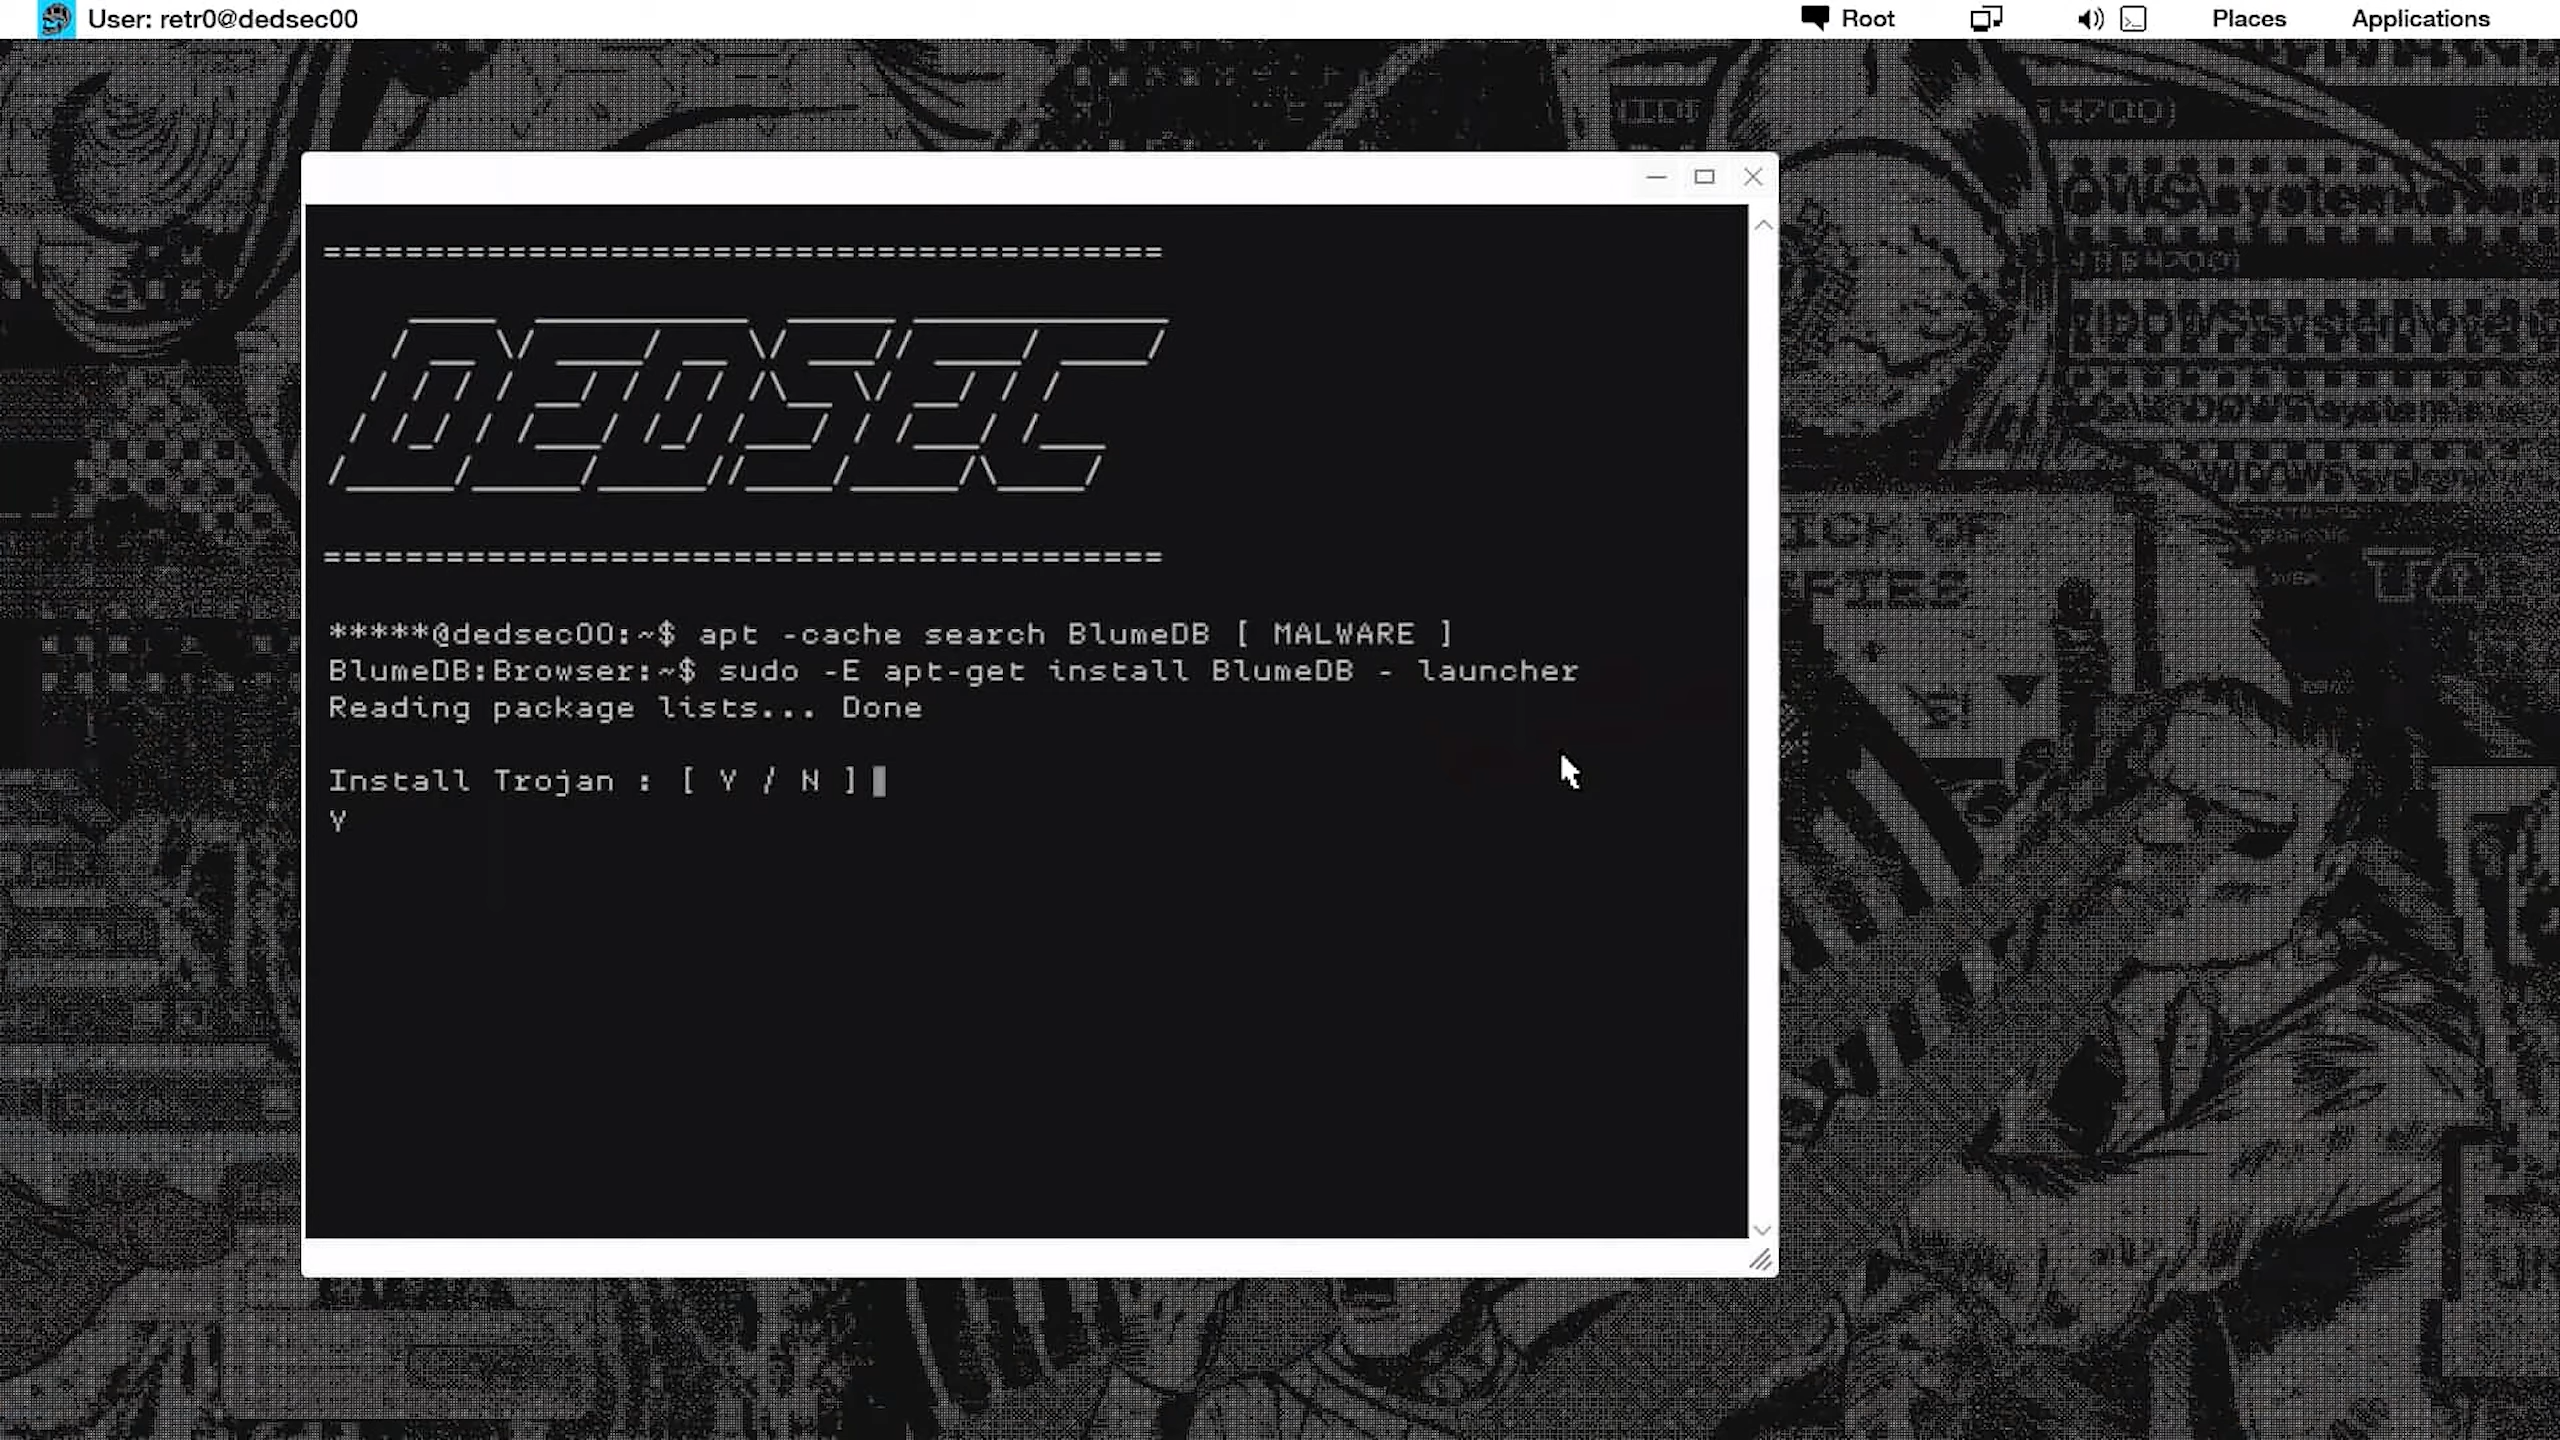 User: retr0@dedsec00
Root
Places
Applications
========================================
DEDSEC
========================================
*****@dedsec00:~$ apt -cache search BlumeDB [ MALWARE ]
BlumeDB:Browser:~$ sudo -E apt-get install BlumeDB - launcher
Reading package lists... Done
Install Trojan : [ Y / N ]
Y